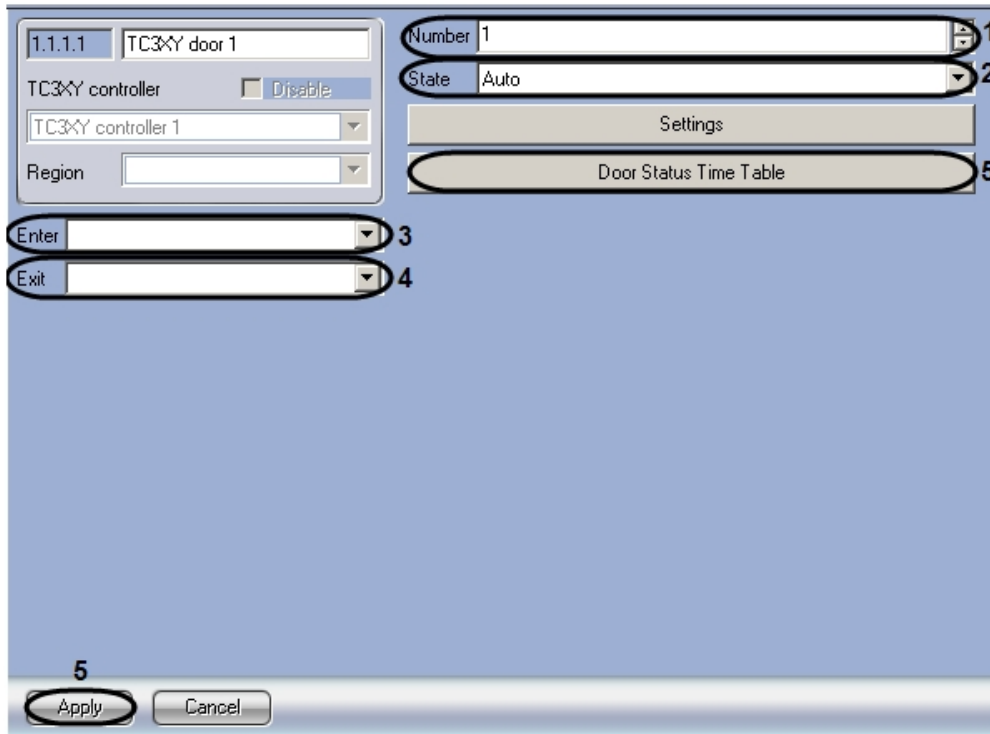 1.1.1.1 TC3XY door 1
TC3XY controller Disable
TC3XY controller 1
Region
Number 1 1
State Auto 2
Settings
Door Status Time Table 5
Enter 3
Exit 4
5
Apply Cancel